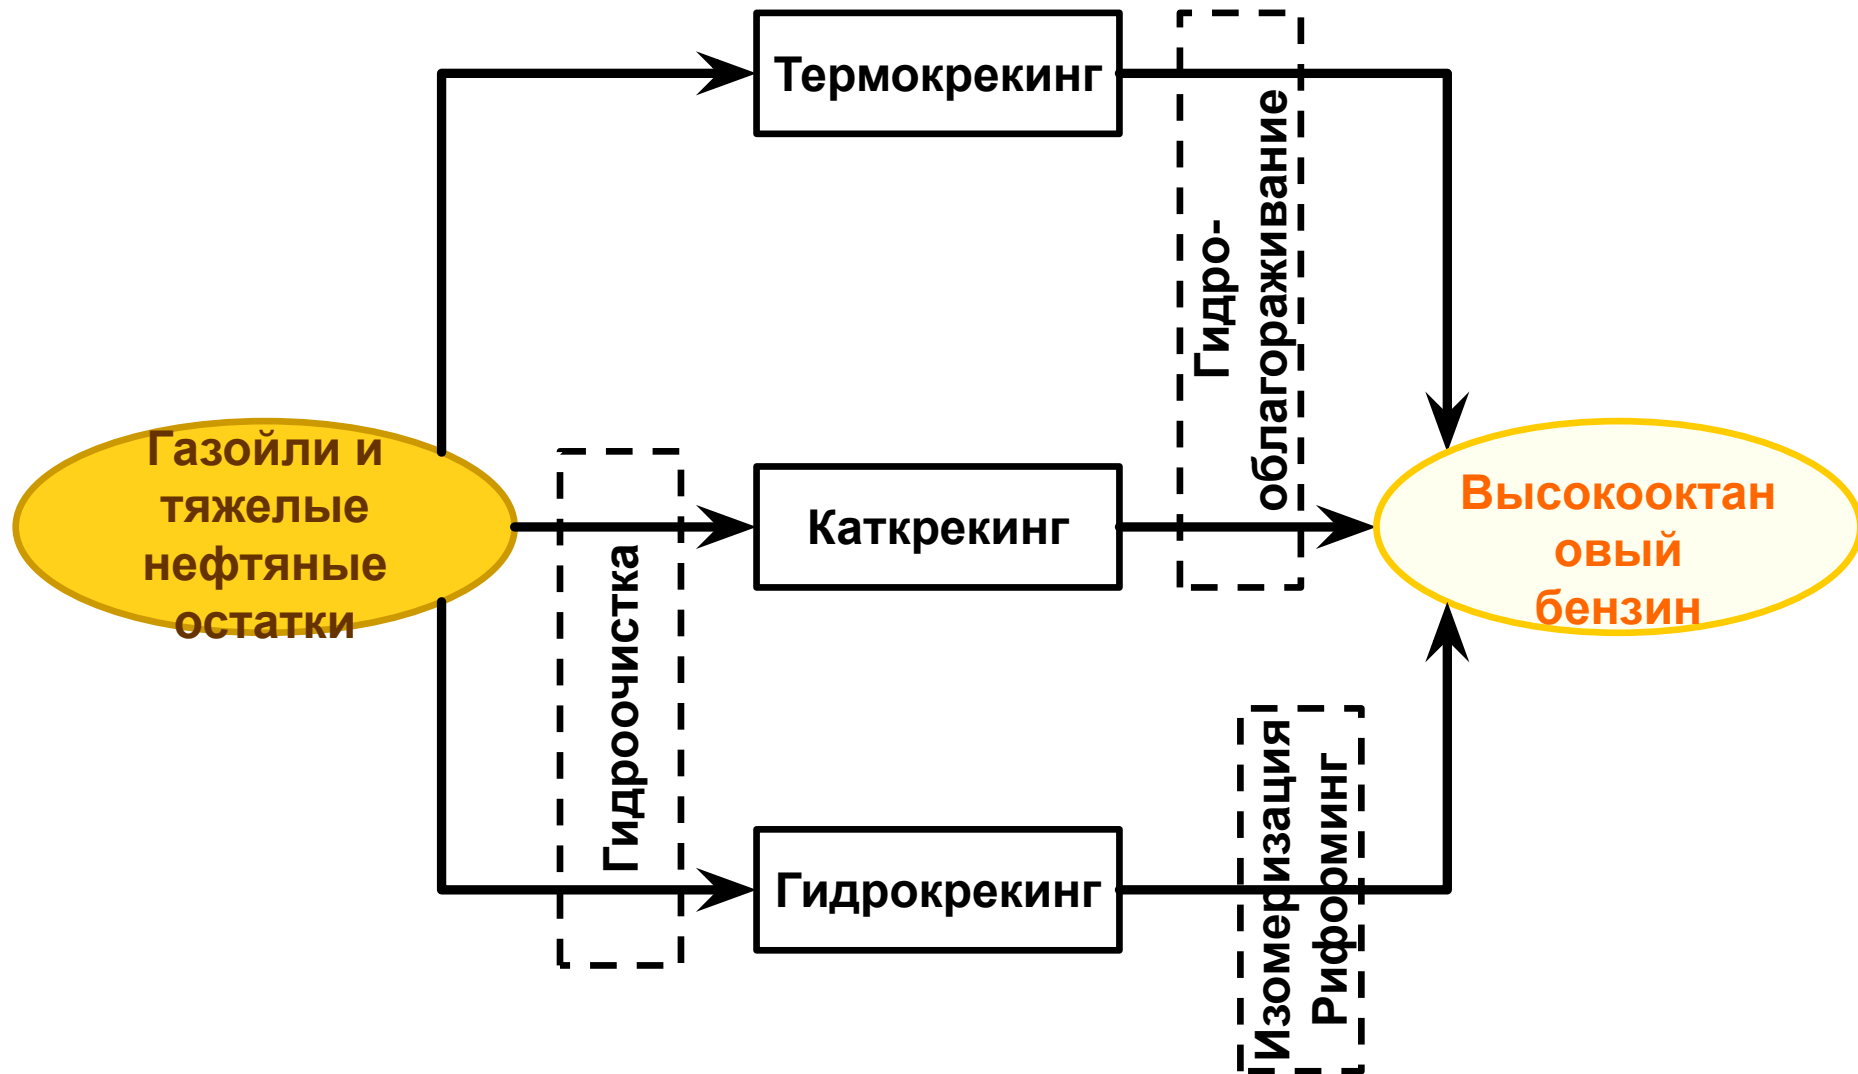 Термокрекинг
Гидро-
облагораживание
Газойли и
тяжелые
нефтяные
остатки
Гидроочистка
Каткрекинг
Высокооктан
овый
бензин
Гидрокрекинг
Изомеризация
Риформинг